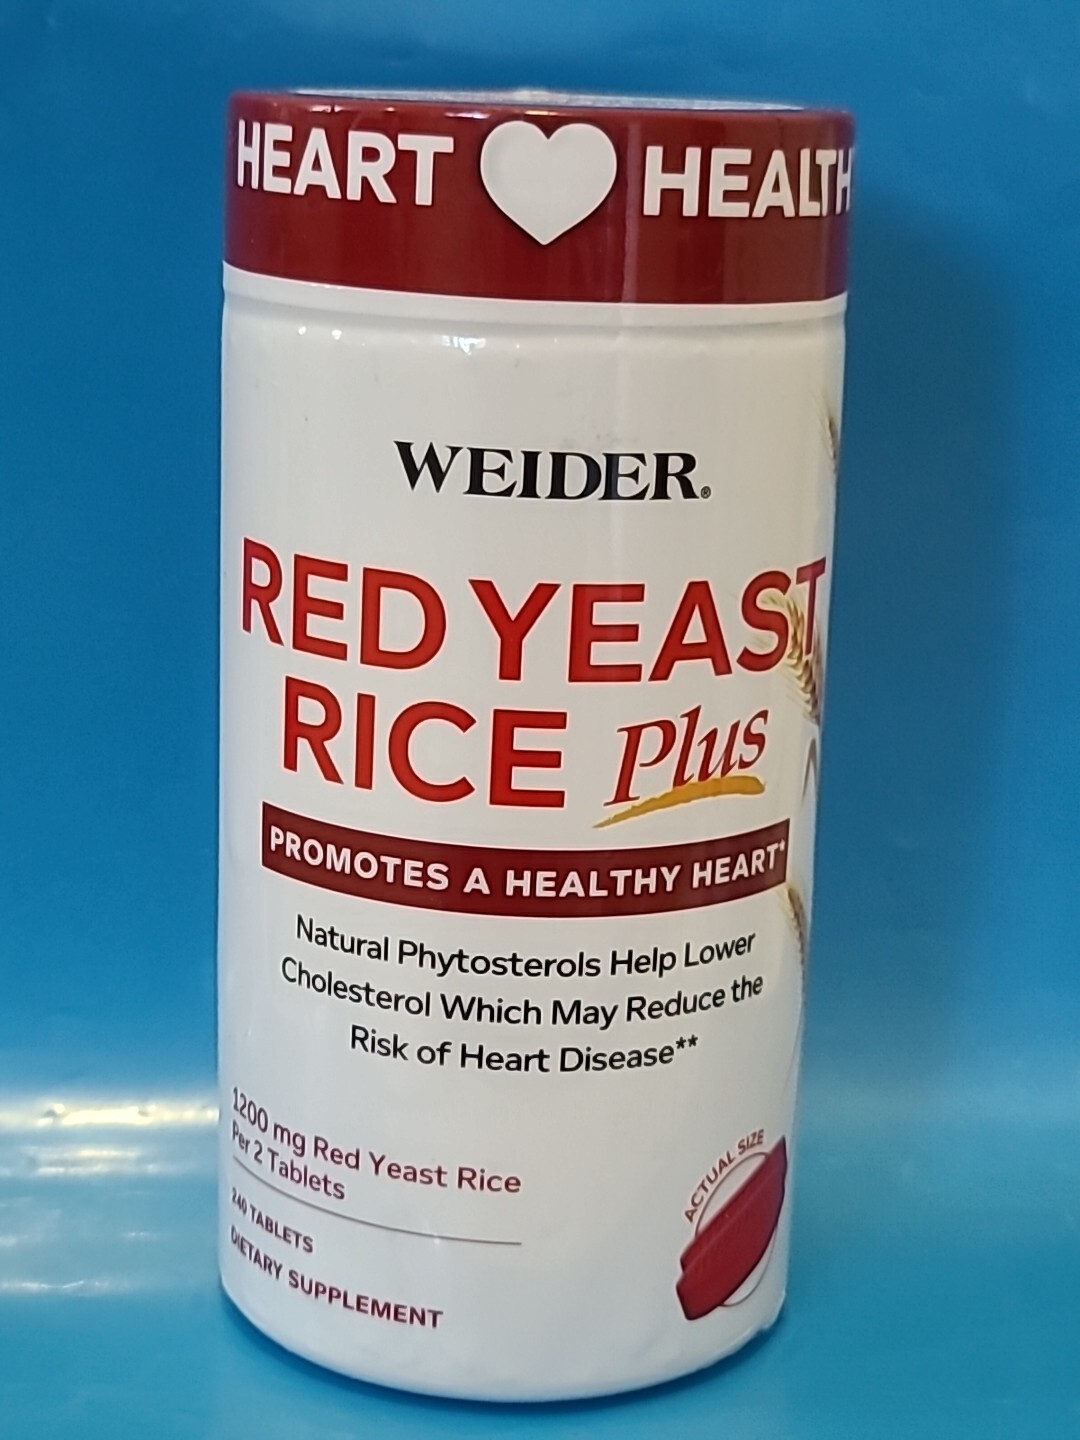 HEART HEALTH
WEIDER®
RED YEAST
RICE Plus
PROMOTES A HEALTHY HEART*
Natural Phytosterols Help Lower
Cholesterol Which May Reduce the
Risk of Heart Disease**
1200 mg Red Yeast Rice
Per 2 Tablets
240 TABLETS
DIETARY SUPPLEMENT
ACTUAL SIZE